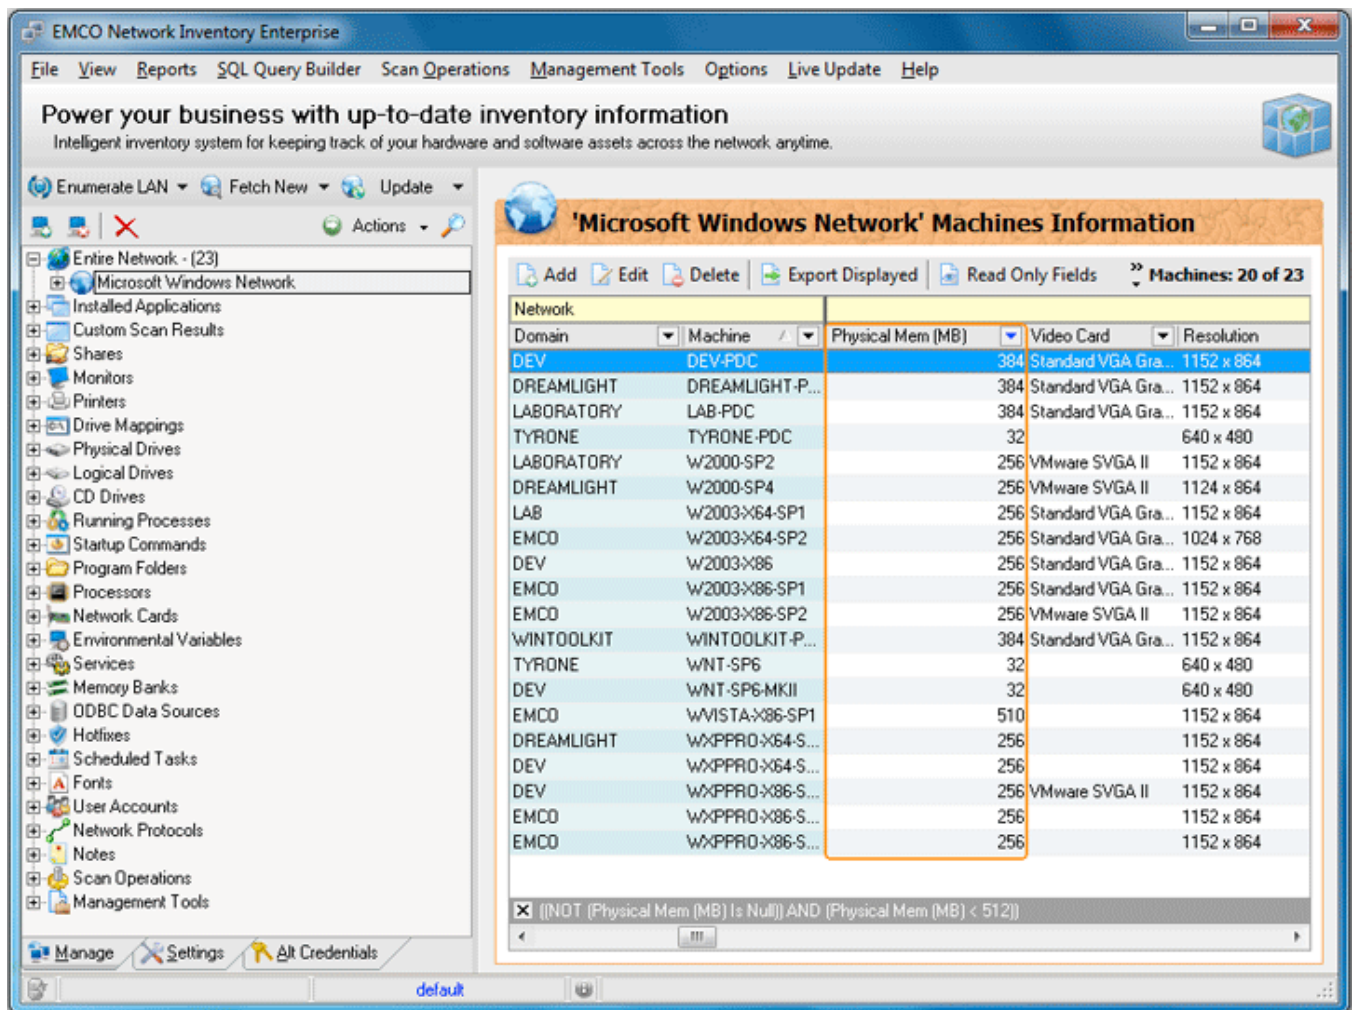 EMCO Network Inventory Enterprise
File View Reports SQL Query Builder Scan Operations Management Tools Options Live Update Help
Power your business with up-to-date inventory information
Intelligent inventory system for keeping track of your hardware and software assets across the network anytime.
Enumerate LAN Fetch New Update
Actions
Entire Network - (23)
Microsoft Windows Network
Installed Applications
Custom Scan Results
Shares
Monitors
Printers
Drive Mappings
Physical Drives
Logical Drives
CD Drives
Running Processes
Startup Commands
Program Folders
Processors
Network Cards
Environmental Variables
Services
Memory Banks
ODBC Data Sources
Hotfixes
Scheduled Tasks
Fonts
User Accounts
Network Protocols
Notes
Scan Operations
Management Tools
Manage Settings Alt Credentials
default
'Microsoft Windows Network' Machines Information
Add Edit Delete Export Displayed Read Only Fields » Machines: 20 of 23
Network
Domain Machine Physical Mem (MB) Video Card Resolution
DEV DEV-PDC 384 Standard VGA Gra... 1152 x 864
DREAMLIGHT DREAMLIGHT-P... 384 Standard VGA Gra... 1152 x 864
LABORATORY LAB-PDC 384 Standard VGA Gra... 1152 x 864
TYRONE TYRONE-PDC 32 640 x 480
LABORATORY W2000-SP2 256 VMware SVGA II 1152 x 864
DREAMLIGHT W2000-SP4 256 VMware SVGA II 1124 x 864
LAB W2003-X64-SP1 256 Standard VGA Gra... 1152 x 864
EMCO W2003-X64-SP2 256 Standard VGA Gra... 1024 x 768
DEV W2003-X86 256 Standard VGA Gra... 1152 x 864
EMCO W2003-X86-SP1 256 Standard VGA Gra... 1152 x 864
EMCO W2003-X86-SP2 256 VMware SVGA II 1152 x 864
WINTOOLKIT WINTOOLKIT-P... 384 Standard VGA Gra... 1152 x 864
TYRONE WNT-SP6 32 640 x 480
DEV WNT-SP6-MKII 32 640 x 480
EMCO WVISTA-X86-SP1 510 1152 x 864
DREAMLIGHT WXPPRO-X64-S... 256 1152 x 864
DEV WXPPRO-X64-S... 256 1152 x 864
DEV WXPPRO-X86-S... 256 VMware SVGA II 1152 x 864
EMCO WXPPRO-X86-S... 256 1152 x 864
EMCO WXPPRO-X86-S... 256 1152 x 864
((NOT (Physical Mem (MB) Is Null)) AND (Physical Mem (MB) < 512))